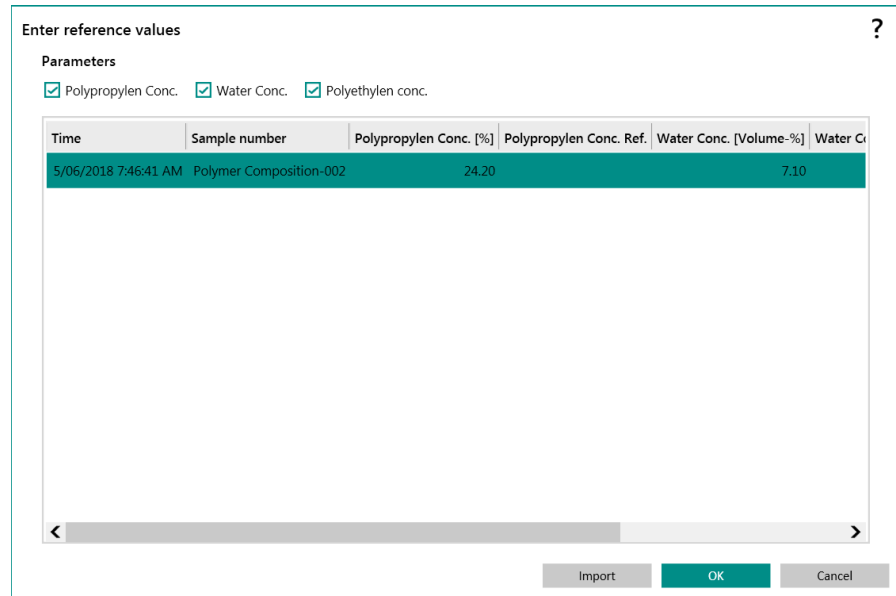 Enter reference values ?
Parameters
Polypropylen Conc. Water Conc. Polyethylen conc.
Time Sample number Polypropylen Conc. [%] Polypropylen Conc. Ref. Water Conc. [Volume-%] Water
5/06/2018 7:46:41 AM Polymer Composition-002 24.20 7.10
Import OK Cancel